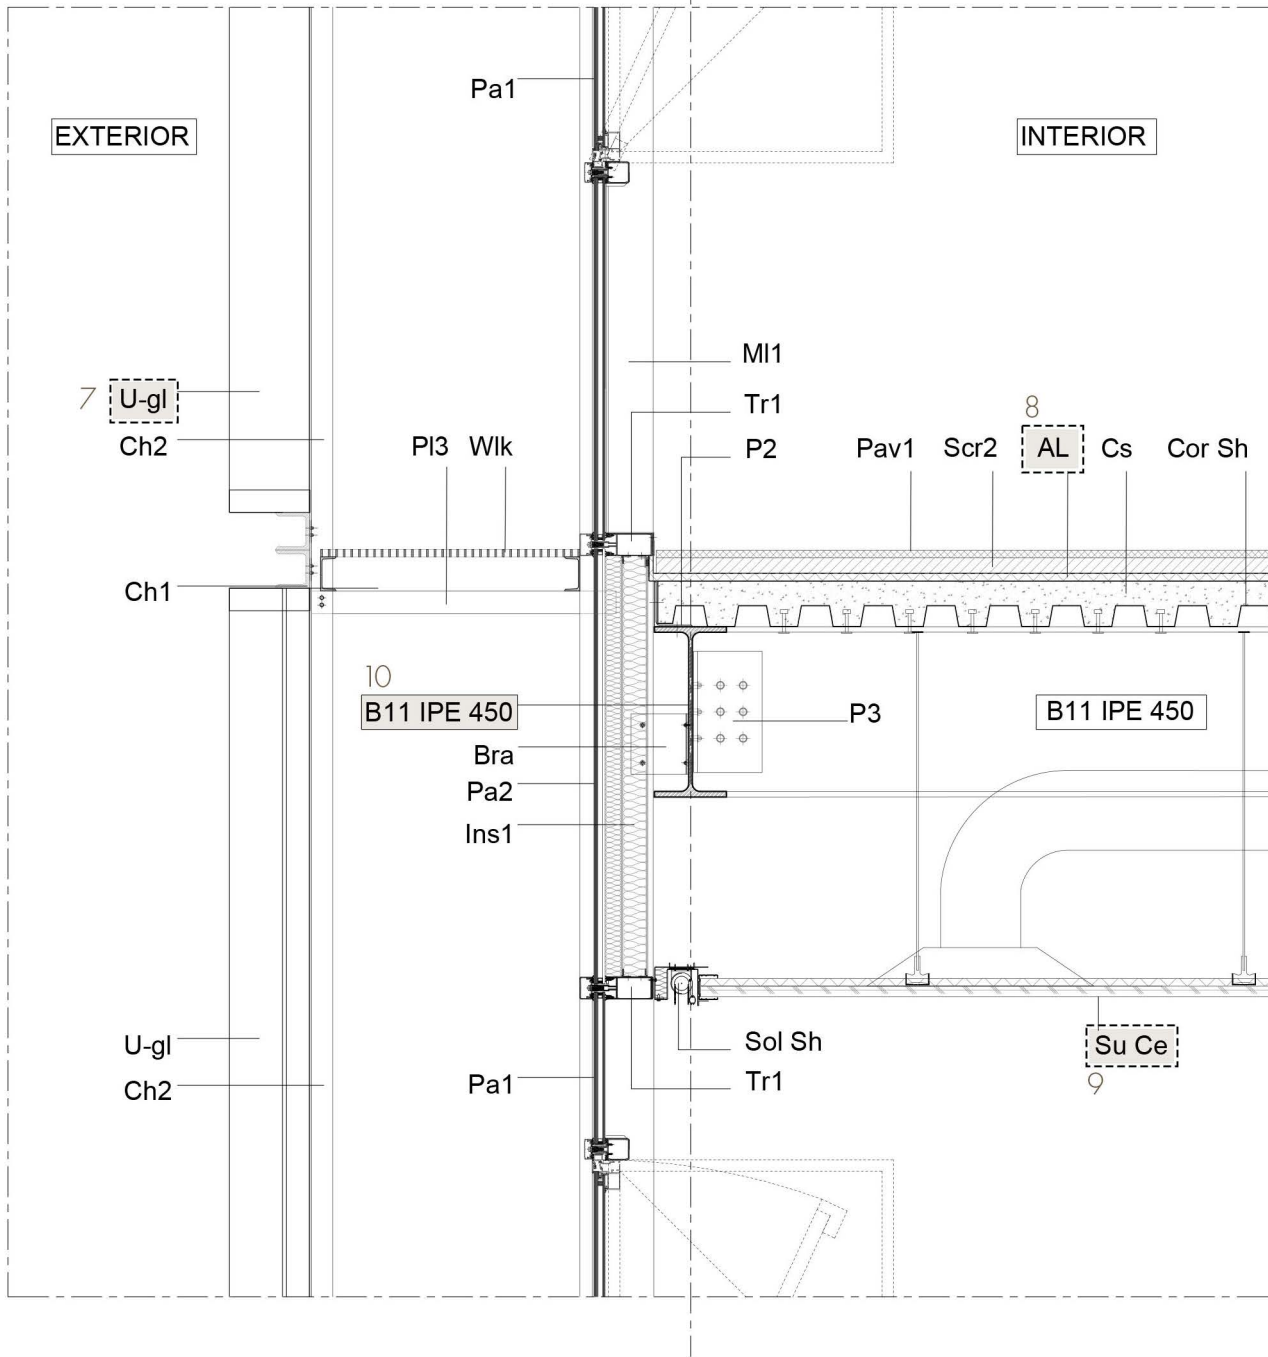 Pa1
EXTERIOR
INTERIOR
Ml1
7 U-gl
Tr1
8
Ch2
Pl3 Wlk
P2
Pav1 Scr2 AL Cs Cor Sh
Ch1
10
B11 IPE 450
P3
B11 IPE 450
Bra
Pa2
Ins1
U-gl
Sol Sh
Su Ce
Ch2
Pa1
Tr1
9